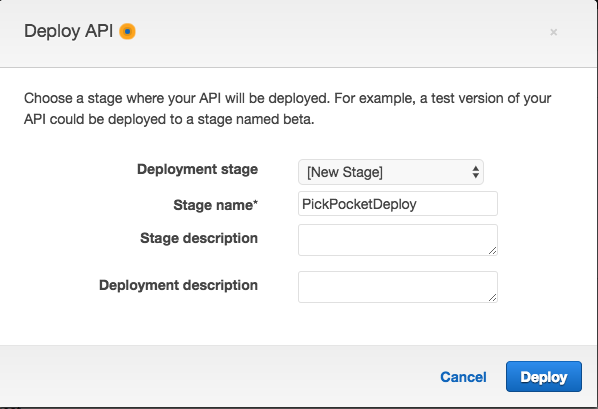 Deploy API
×
Choose a stage where your API will be deployed. For example, a test version of your
API could be deployed to a stage named beta.
Deployment stage [New Stage]
Stage name* PickPocketDeploy
Stage description
Deployment description
Cancel Deploy